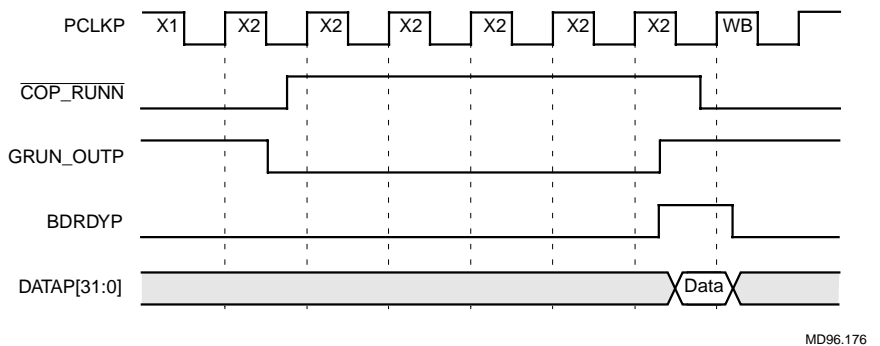 PCLKP X1 X2 X2 X2 X2 X2 X2 WB
COP_RUNN
GRUN_OUTP
BDRDYP
DATAP[31:0] Data
MD96.176